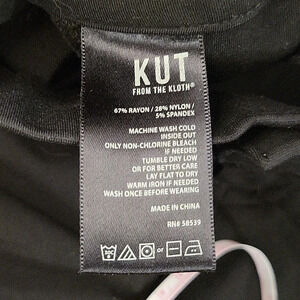 KUT
FROM THE KLOTH®
67% RAYON / 28% NYLON /
5% SPANDEX
MACHINE WASH COLD
INSIDE OUT
ONLY NON-CHLORINE BLEACH
IF NEEDED
TUMBLE DRY LOW
OR FOR BETTER CARE
LAY FLAT TO DRY
WARM IRON IF NEEDED
WASH ONCE BEFORE WEARING
MADE IN CHINA
RN# 58539
or